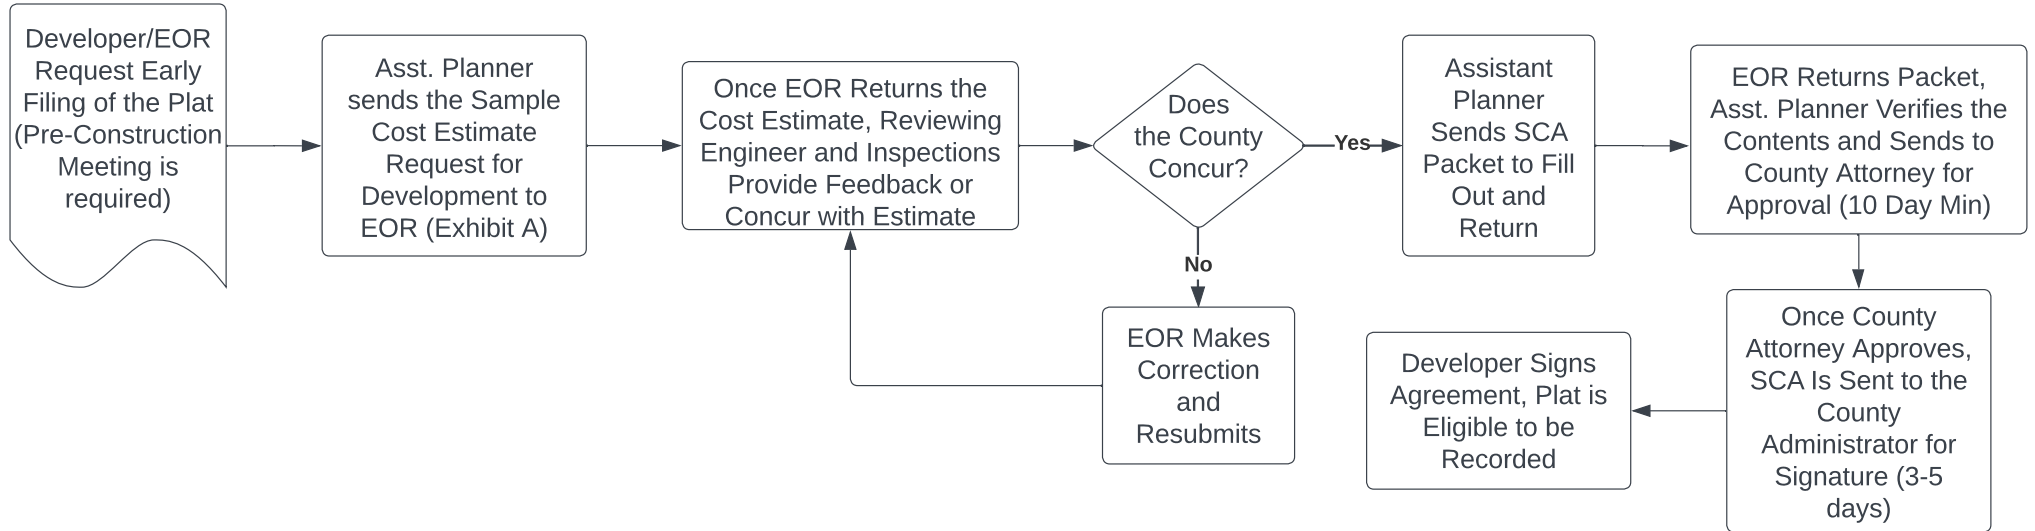 Developer/EOR
Request Early
Filing of the Plat
(Pre-Construction
Meeting is
required)
Asst. Planner
sends the Sample
Cost Estimate
Request for
Development to
EOR (Exhibit A)
Once EOR Returns the
Cost Estimate, Reviewing
Engineer and Inspections
Provide Feedback or
Concur with Estimate
Does
the County
Concur?
Yes
No
EOR Makes
Correction
and
Resubmits
Assistant
Planner
Sends SCA
Packet to Fill
Out and
Return
EOR Returns Packet,
Asst. Planner Verifies the
Contents and Sends to
County Attorney for
Approval (10 Day Min)
Once County
Attorney Approves,
SCA Is Sent to the
County
Administrator for
Signature (3-5
days)
Developer Signs
Agreement, Plat is
Eligible to be
Recorded